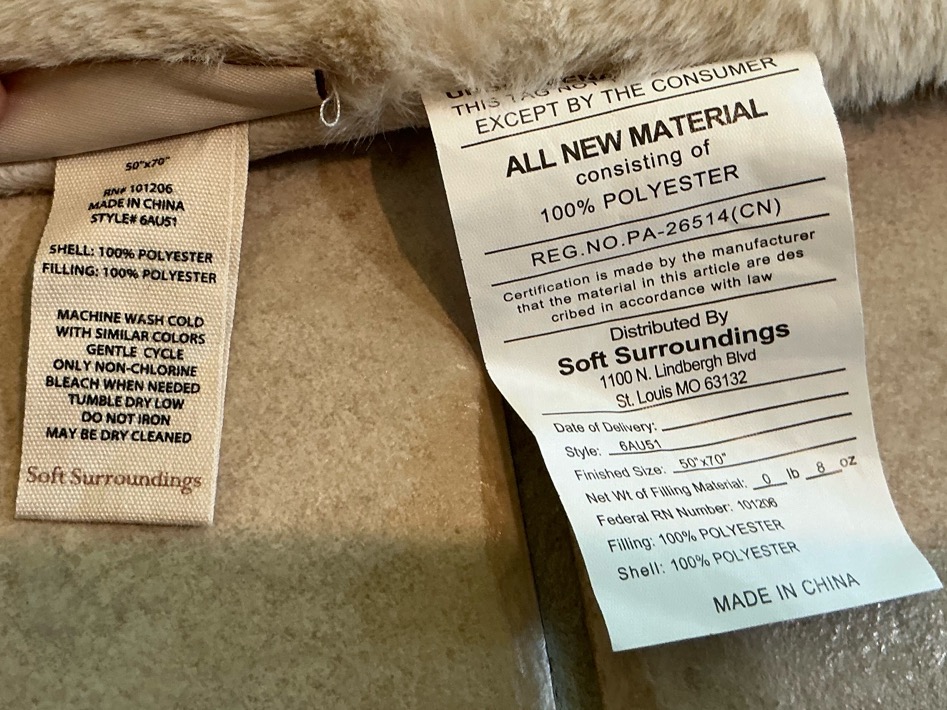 50"x70"
RN# 101206
MADE IN CHINA
STYLE# 6AU51
SHELL: 100% POLYESTER
FILLING: 100% POLYESTER
MACHINE WASH COLD
WITH SIMILAR COLORS
GENTLE CYCLE
ONLY NON-CHLORINE
BLEACH WHEN NEEDED
TUMBLE DRY LOW
DO NOT IRON
MAY BE DRY CLEANED
Soft Surroundings
THIS TAG NOT
EXCEPT BY THE CONSUMER
ALL NEW MATERIAL
consisting of
100% POLYESTER
REG.NO.PA-26514(CN)
Certification is made by the manufacturer
that the material in this article are des
cribed in accordance with law
Distributed By
Soft Surroundings
1100 N. Lindbergh Blvd
St. Louis MO 63132
Date of Delivery:
Style: 6AU51
Finished Size: 50"x70"
Net Wt of Filling Material: 0 lb 8 oz
Federal RN Number: 101206
Filling: 100% POLYESTER
Shell: 100% POLYESTER
MADE IN CHINA